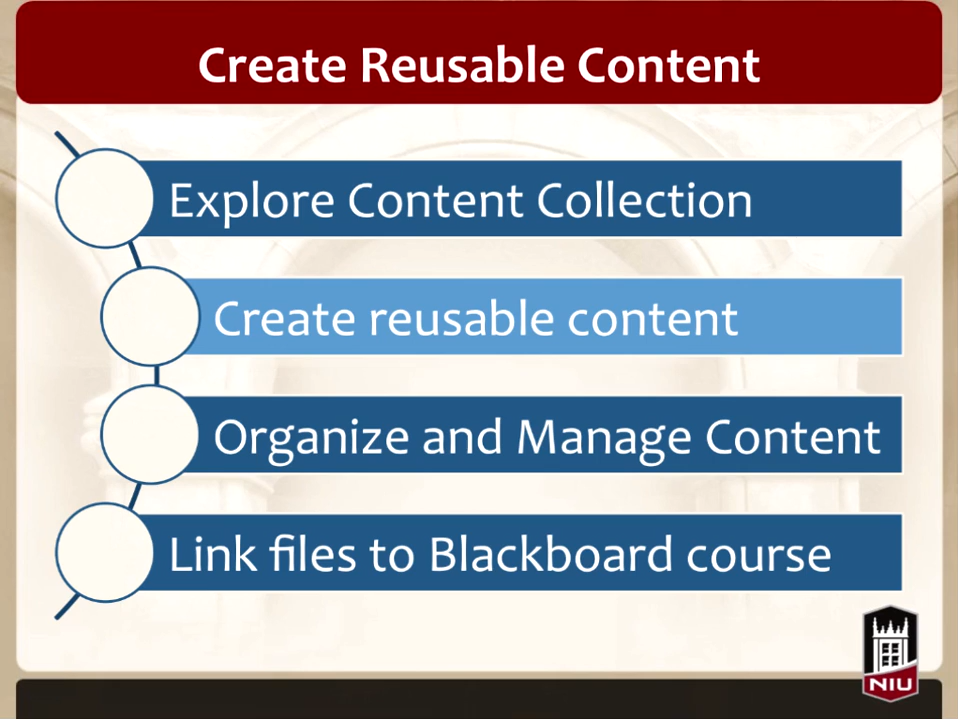 Create Reusable Content
Explore Content Collection
Create reusable content
Organize and Manage Content
Link files to Blackboard course
NIU